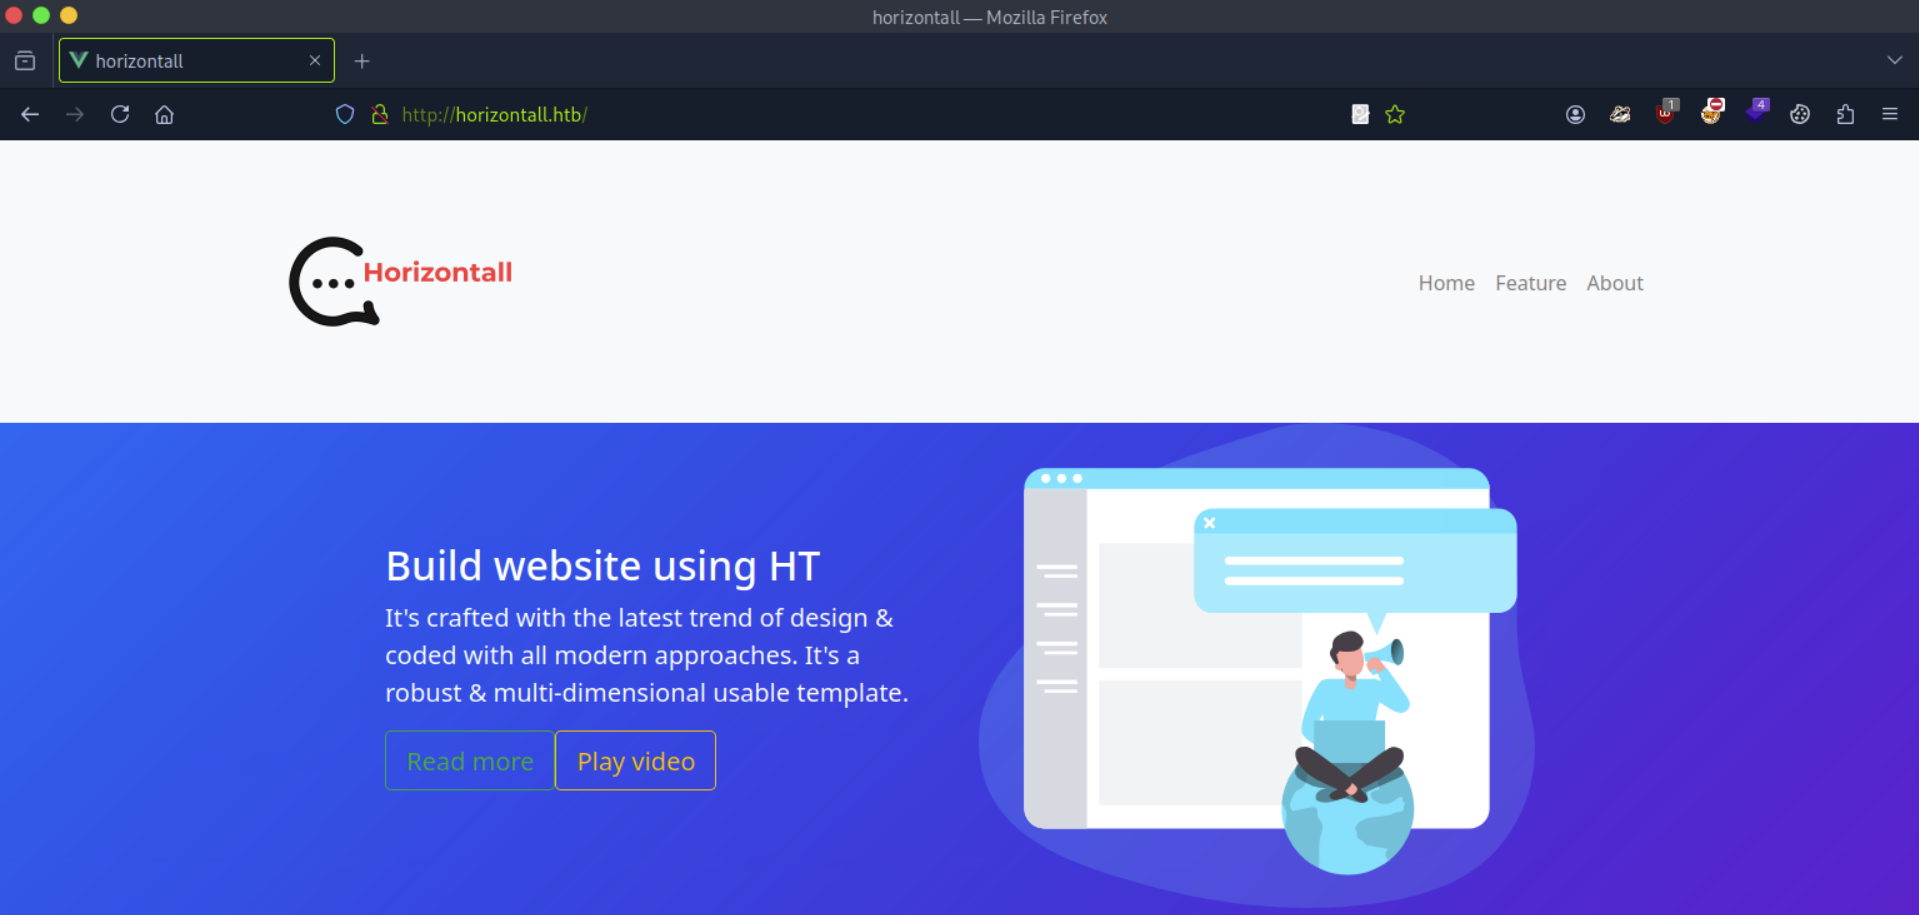 horizontall — Mozilla Firefox
horizontall
http://horizontall.htb/
1
4
Horizontall
Home Feature About
Build website using HT
It's crafted with the latest trend of design &
coded with all modern approaches. It's a
robust & multi-dimensional usable template.
Read more Play video